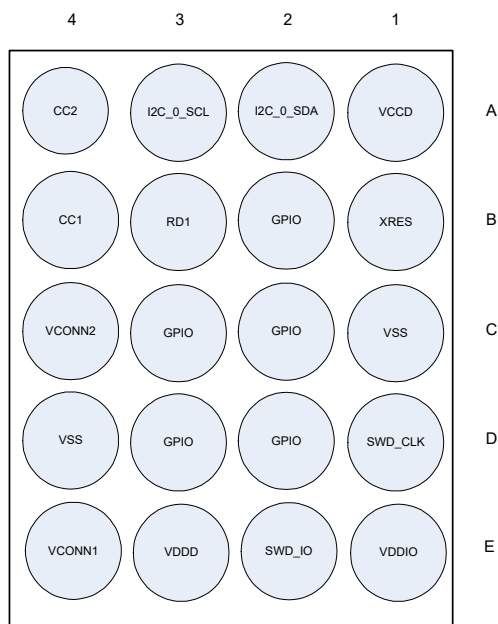 4 3 2 1
CC2 I2C_0_SCL I2C_0_SDA VCCD A
CC1 RD1 GPIO XRES B
VCONN2 GPIO GPIO VSS C
VSS GPIO GPIO SWD_CLK D
VCONN1 VDDD SWD_IO VDDIO E